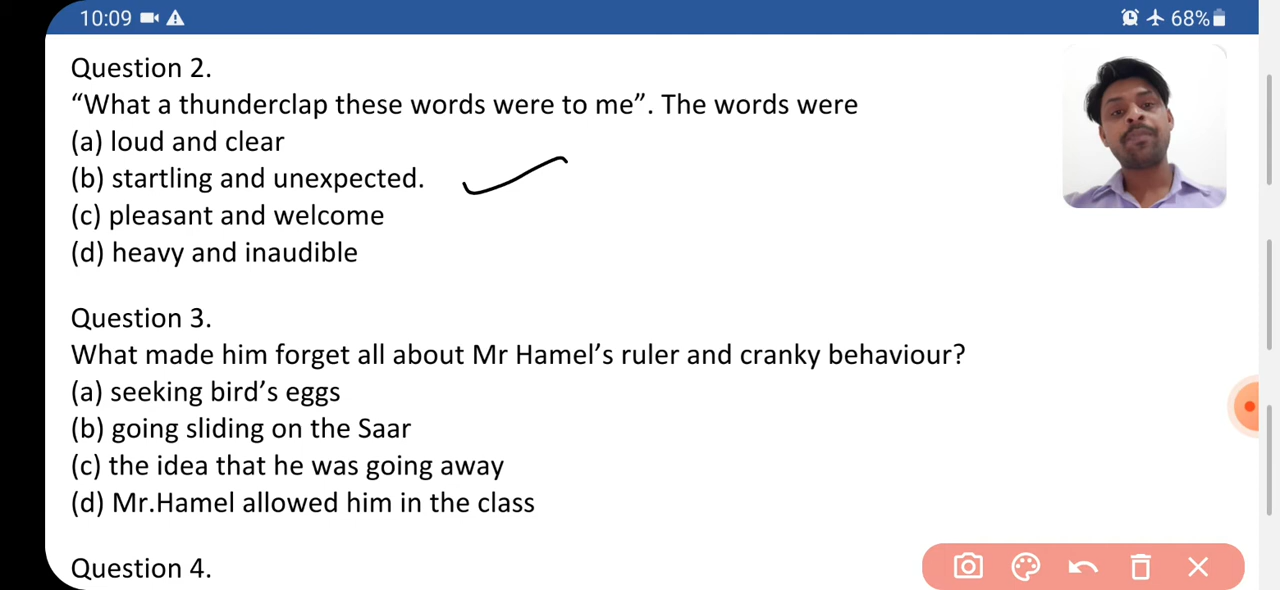 10:09 68%
Question 2.
“What a thunderclap these words were to me”. The words were
(a) loud and clear
(b) startling and unexpected.
(c) pleasant and welcome
(d) heavy and inaudible
Question 3.
What made him forget all about Mr Hamel’s ruler and cranky behaviour?
(a) seeking bird’s eggs
(b) going sliding on the Saar
(c) the idea that he was going away
(d) Mr.Hamel allowed him in the class
Question 4.